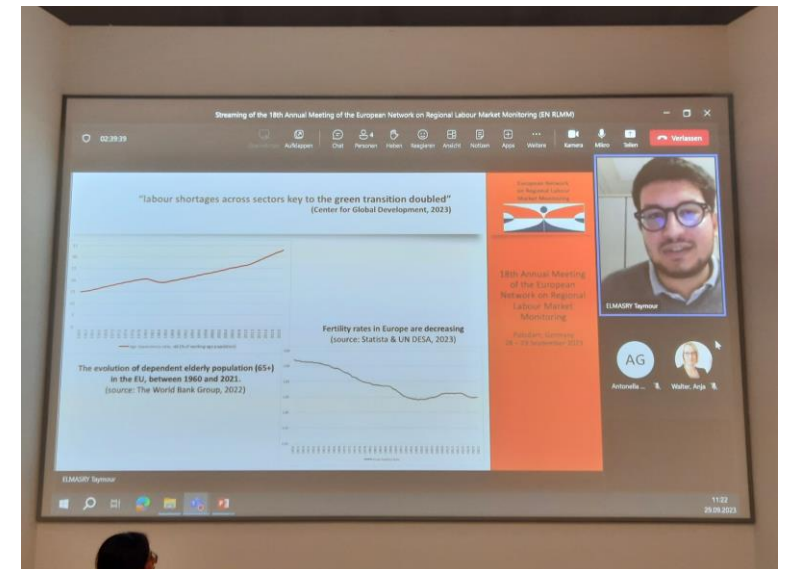 Streaming of the 18th Annual Meeting of the European Network on Regional Labour Market Monitoring (EN RLMM)
02:39:39
4
Aufklappen Chat Personen Heben Reagieren Ansicht Notizen Apps Weitere Kamera Mikro Teilen Verlassen
"labour shortages across sectors key to the green transition doubled"
(Center for Global Development, 2023)
European Network
on Regional Labour
Market Monitoring
18th Annual Meeting
of the European
Network on Regional
Labour Market
Monitoring
Potsdam, Germany
28 – 29 September 2023
The evolution of dependent elderly population (65+)
in the EU, between 1960 and 2021.
(source: The World Bank Group, 2022)
Fertility rates in Europe are decreasing
(source: Statista & UN DESA, 2023)
ELMASRY Taymour
AG
Antonella ...
Walter, Anja
ELMASRY Taymour
11:22
29.09.2023